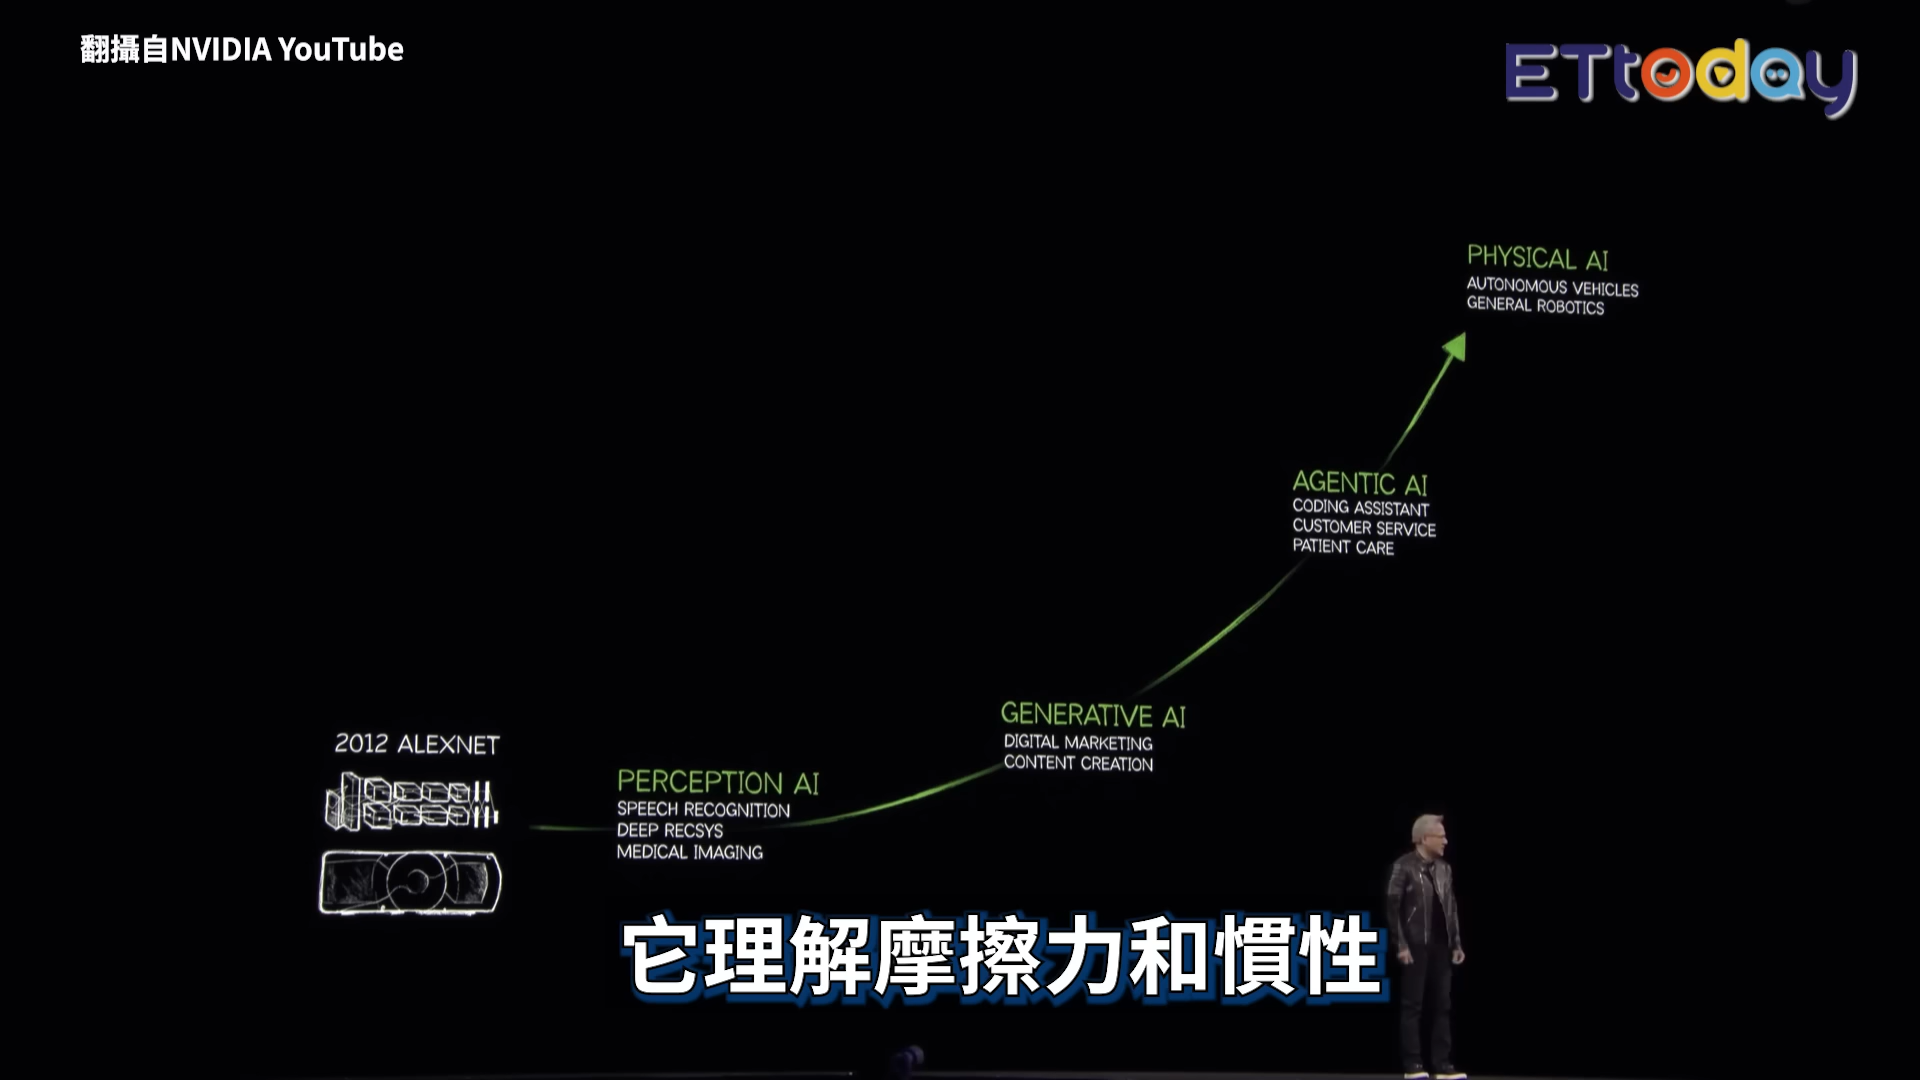 翻攝自NVIDIA YouTube
ETtoday
PHYSICAL AI
AUTONOMOUS VEHICLES
GENERAL ROBOTICS
AGENTIC AI
CODING ASSISTANT
CUSTOMER SERVICE
PATIENT CARE
GENERATIVE AI
DIGITAL MARKETING
CONTENT CREATION
2012 ALEXNET
PERCEPTION AI
SPEECH RECOGNITION
DEEP RECSYS
MEDICAL IMAGING
它理解摩擦力和慣性